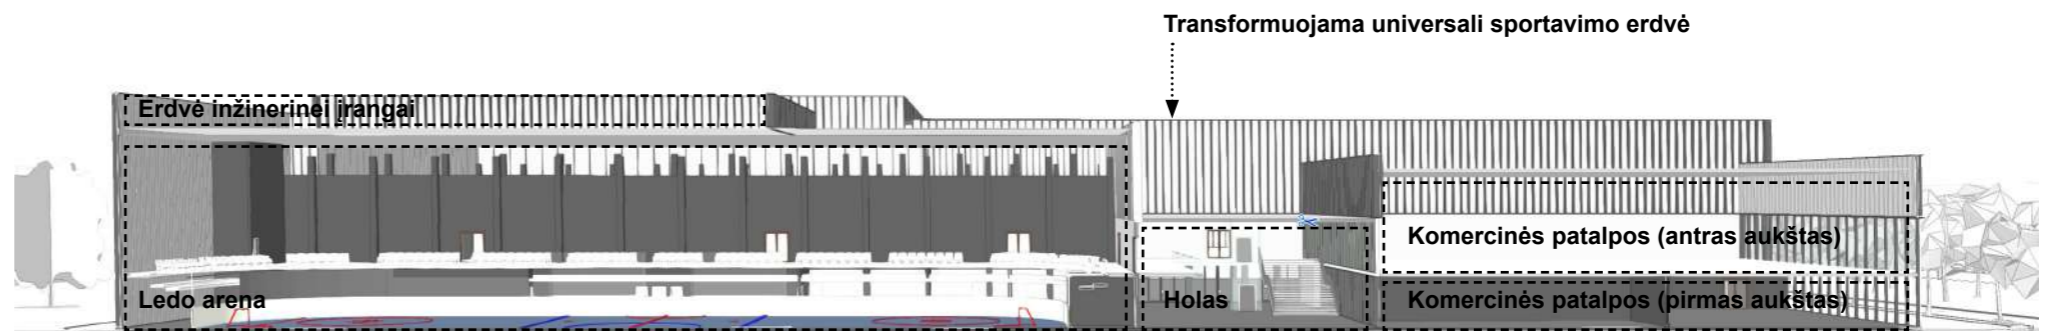 Transformuojama universali sportavimo erdvė
Erdvė inžinerinei įrangai
Komercinės patalpos (antras aukštas)
Ledo arena
Holas
Komercinės patalpos (pirmas aukštas)